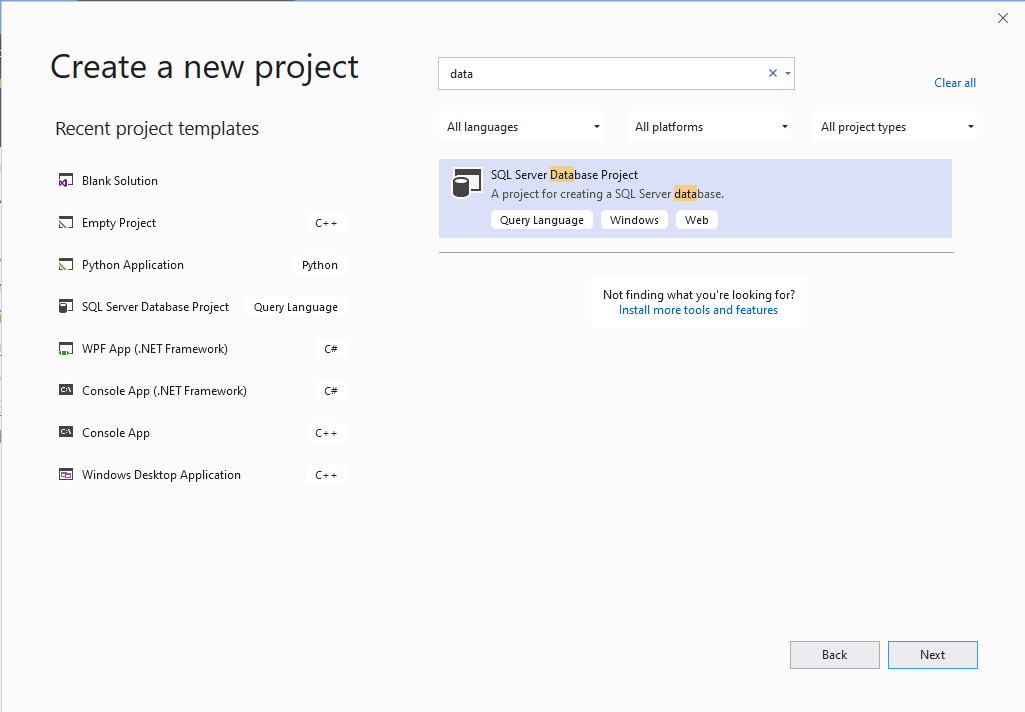 Create a new project
data
Clear all
Recent project templates
All languages
All platforms
All project types
Blank Solution
Empty Project C++
Python Application Python
SQL Server Database Project Query Language
WPF App (.NET Framework) C#
Console App (.NET Framework) C#
Console App C++
Windows Desktop Application C++
SQL Server Database Project
A project for creating a SQL Server database.
Query Language Windows Web
Not finding what you're looking for?
Install more tools and features
Back Next